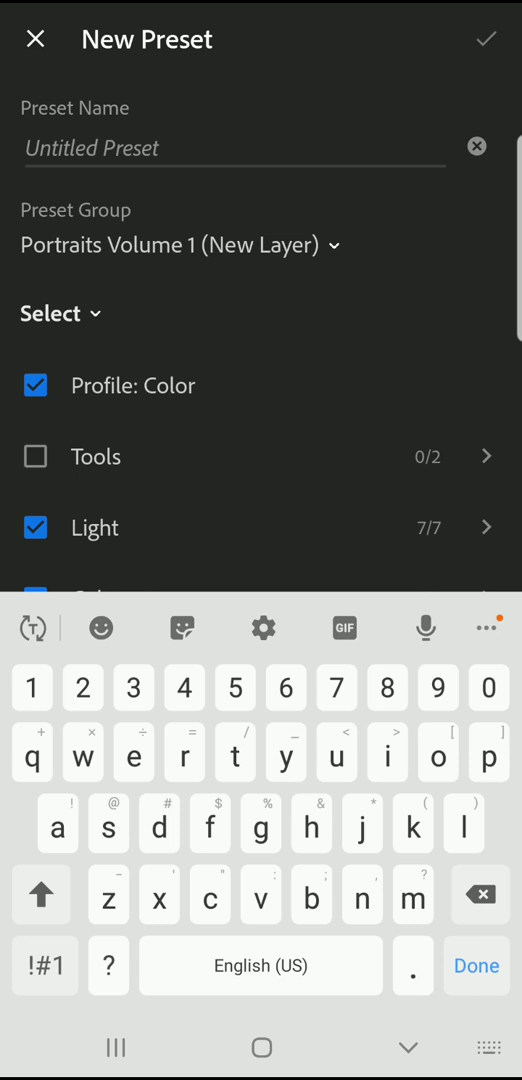 New Preset
Preset Name
Untitled Preset
Preset Group
Portraits Volume 1 (New Layer)
Select
Profile: Color
Tools 0/2
Light 7/7
T GIF
1 2 3 4 5 6 7 8 9 0
+ × ÷ = / _ < > [ ]
q w e r t y u i o p
! @ # $ % & * ( )
a s d f g h j k l
- ' " : ; , ?
z x c v b n m
!#1 ? English (US) . Done